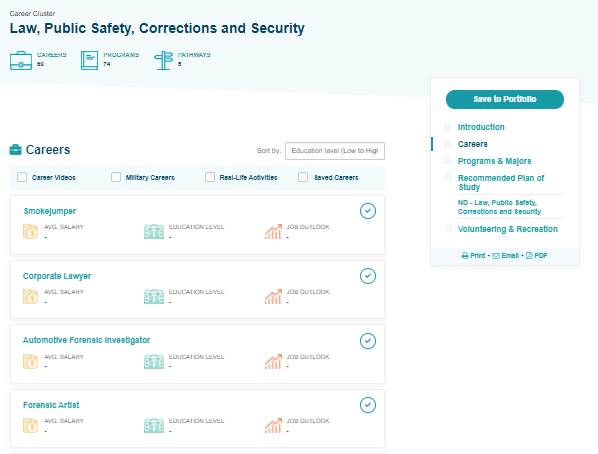 Career Cluster
Law, Public Safety, Corrections and Security
CAREERS
69
PROGRAMS
74
PATHWAYS
5
Save to Portfolio
Introduction
Careers
Programs & Majors
Recommended Plan of
Study
ND - Law, Public Safety,
Corrections and Security
Volunteering & Recreation
Print • Email • PDF
Careers
Sort by:
Education level (Low to High
Career Videos
Military Careers
Real-Life Activities
Saved Careers
Smokejumper
AVG. SALARY
-
EDUCATION LEVEL
-
JOB OUTLOOK
-
Corporate Lawyer
AVG. SALARY
-
EDUCATION LEVEL
-
JOB OUTLOOK
-
Automotive Forensic Investigator
AVG. SALARY
-
EDUCATION LEVEL
-
JOB OUTLOOK
-
Forensic Artist
AVG. SALARY
-
EDUCATION LEVEL
-
JOB OUTLOOK
-